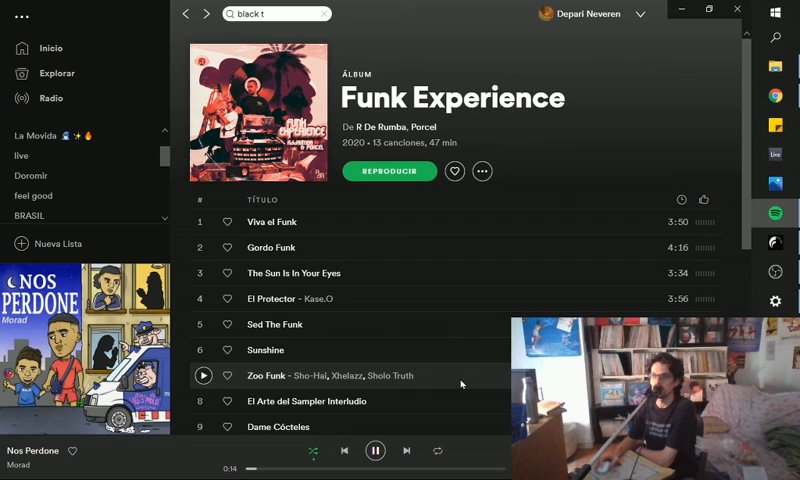 black t
Depari Neveren
Inicio
Explorar
Radio
La Movida
live
Doromir
feel good
BRASIL
Nueva Lista
NOS
PERDONE
Morad
FUNK
EXPERIENCE
ÁLBUM
Funk Experience
De R De Rumba, Porcel
2020 • 13 canciones, 47 min
REPRODUCIR
# TÍTULO
1 Viva el Funk 3:50
2 Gordo Funk 4:16
3 The Sun Is In Your Eyes 3:34
4 El Protector - Kase.O 3:56
5 Sed The Funk
6 Sunshine
Zoo Funk - Sho-Hai, Xhelazz, Sholo Truth
8 El Arte del Sampler Interludio
9 Dame Cócteles
Live
Nos Perdone
Morad
0:14